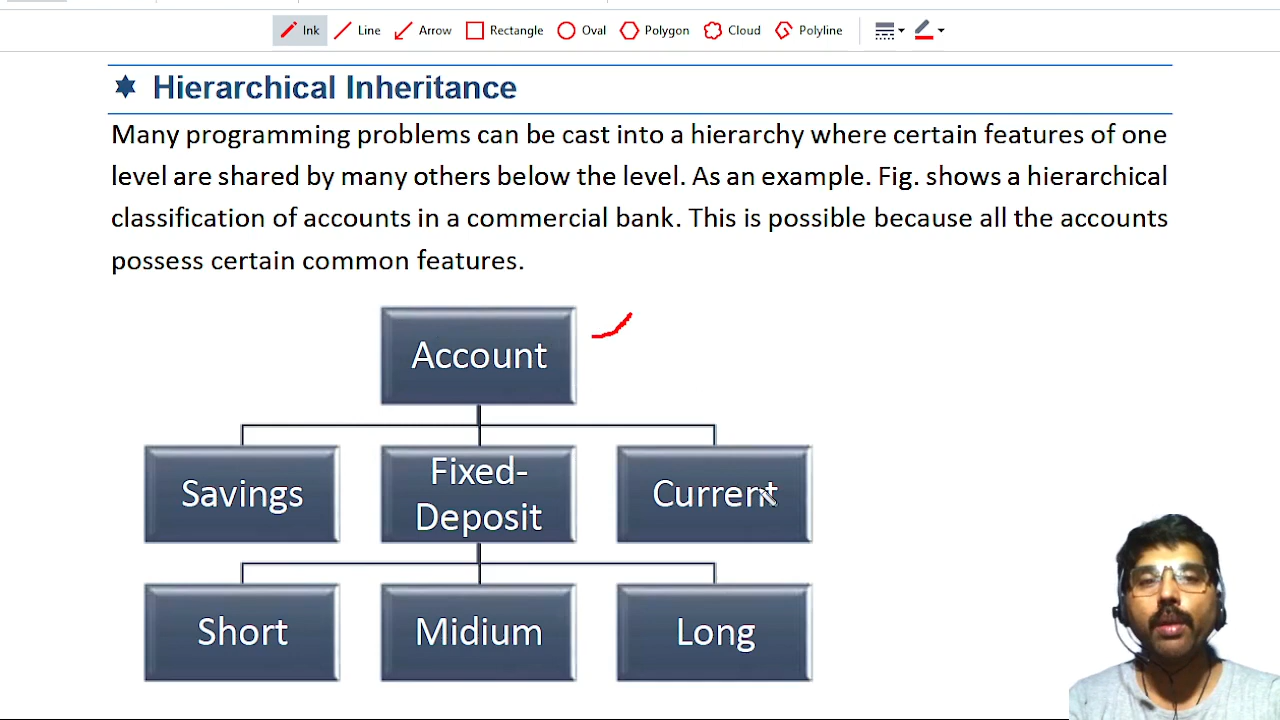 Ink Line Arrow Rectangle Oval Polygon Cloud Polyline
Hierarchical Inheritance
Many programming problems can be cast into a hierarchy where certain features of one
level are shared by many others below the level. As an example. Fig. shows a hierarchical
classification of accounts in a commercial bank. This is possible because all the accounts
possess certain common features.
Account
Savings
Fixed-
Deposit
Current
Short
Midium
Long